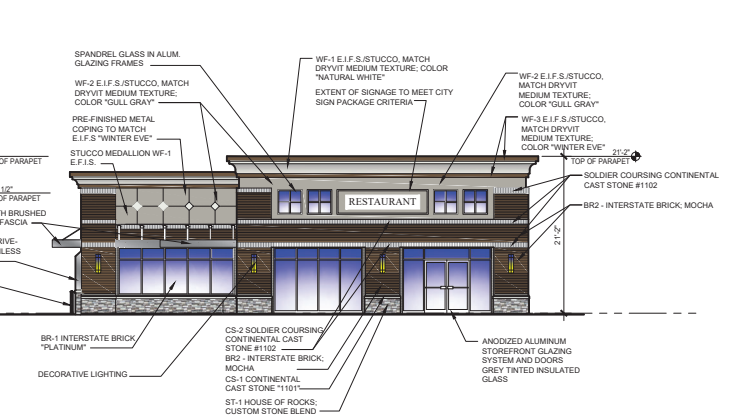 SPANDREL GLASS IN ALUM.
GLAZING FRAMES
WF-2 E.I.F.S./STUCCO, MATCH
DRYVIT MEDIUM TEXTURE;
COLOR "GULL GRAY"
PRE-FINISHED METAL
COPING TO MATCH
E.I.F.S "WINTER EVE"
STUCCO MEDALLION WF-1
E.F.I.S.
WF-1 E.I.F.S./STUCCO, MATCH
DRYVIT MEDIUM TEXTURE; COLOR
"NATURAL WHITE"
EXTENT OF SIGNAGE TO MEET CITY
SIGN PACKAGE CRITERIA
WF-2 E.I.F.S./STUCCO,
MATCH DRYVIT
MEDIUM TEXTURE;
COLOR "GULL GRAY"
WF-3 E.I.F.S./STUCCO,
MATCH DRYVIT
MEDIUM TEXTURE;
COLOR "WINTER EVE"
21'-2"
TOP OF PARAPET
SOLDIER COURSING CONTINENTAL
CAST STONE #1102
BR2 - INTERSTATE BRICK; MOCHA
21'-2"
OF PARAPET
1/2"
OF PARAPET
TH BRUSHED
FASCIA
RIVE-
NLESS
RESTAURANT
BR-1 INTERSTATE BRICK
"PLATINUM"
DECORATIVE LIGHTING
CS-2 SOLDIER COURSING
CONTINENTAL CAST
STONE #1102
BR2 - INTERSTATE BRICK;
MOCHA
CS-1 CONTINENTAL
CAST STONE "1101"
ST-1 HOUSE OF ROCKS;
CUSTOM STONE BLEND
ANODIZED ALUMINUM
STOREFRONT GLAZING
SYSTEM AND DOORS
GREY TINTED INSULATED
GLASS